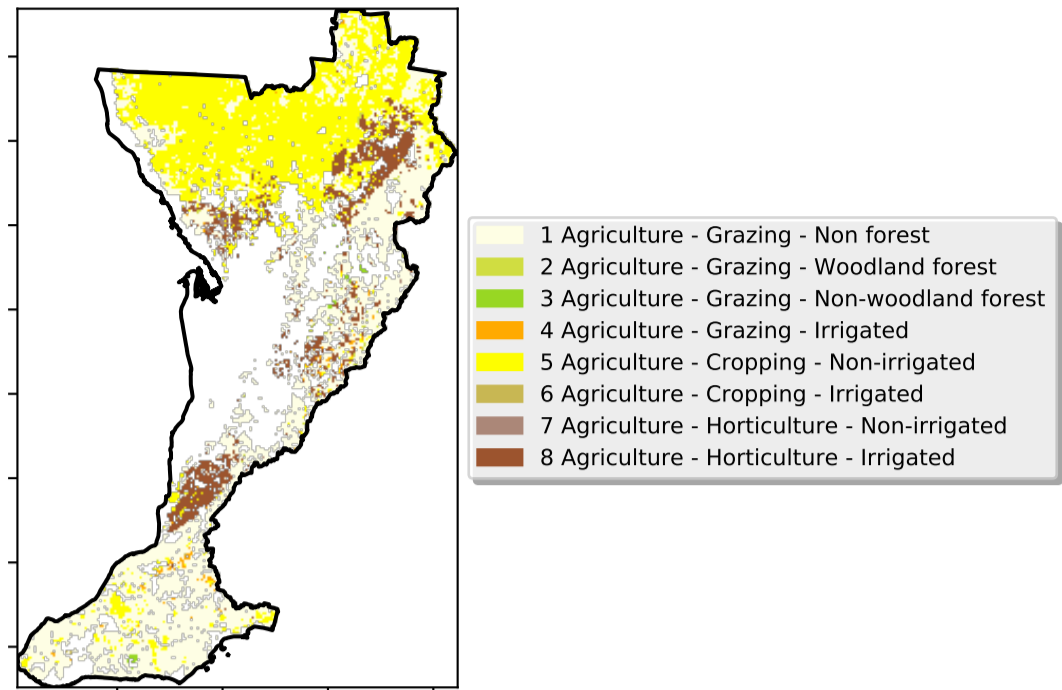 1 Agriculture - Grazing - Non forest
2 Agriculture - Grazing - Woodland forest
3 Agriculture - Grazing - Non-woodland forest
4 Agriculture - Grazing - Irrigated
5 Agriculture - Cropping - Non-irrigated
6 Agriculture - Cropping - Irrigated
7 Agriculture - Horticulture - Non-irrigated
8 Agriculture - Horticulture - Irrigated